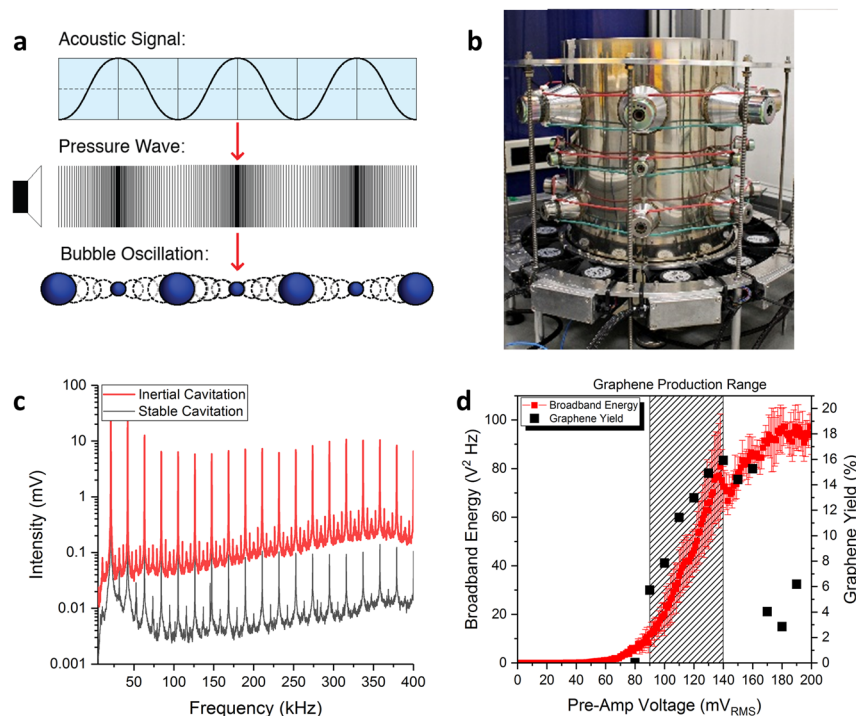 a
Acoustic Signal:
Pressure Wave:
Bubble Oscillation:
b
c
Inertial Cavitation
Stable Cavitation
100
10
1
0.1
0.01
0.001
Intensity (mV)
50 100 150 200 250 300 350 400
Frequency (kHz)
d
Graphene Production Range
Broadband Energy
Graphene Yield
100
80
60
40
20
0
Broadband Energy (V² Hz)
20
18
16
14
12
10
8
6
4
2
0
Graphene Yield (%)
0 20 40 60 80 100 120 140 160 180 200
Pre-Amp Voltage (mV_RMS)